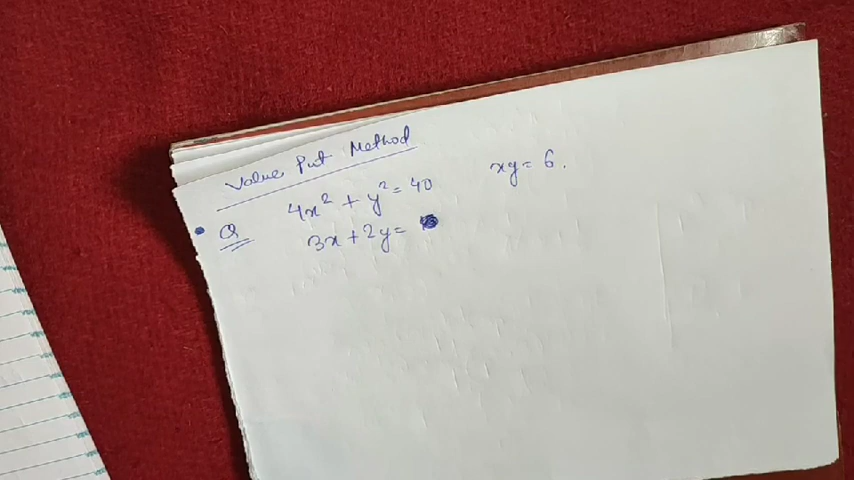 Value Put Method
• Q 4x² + y² = 40 xy = 6.
3x + 2y =